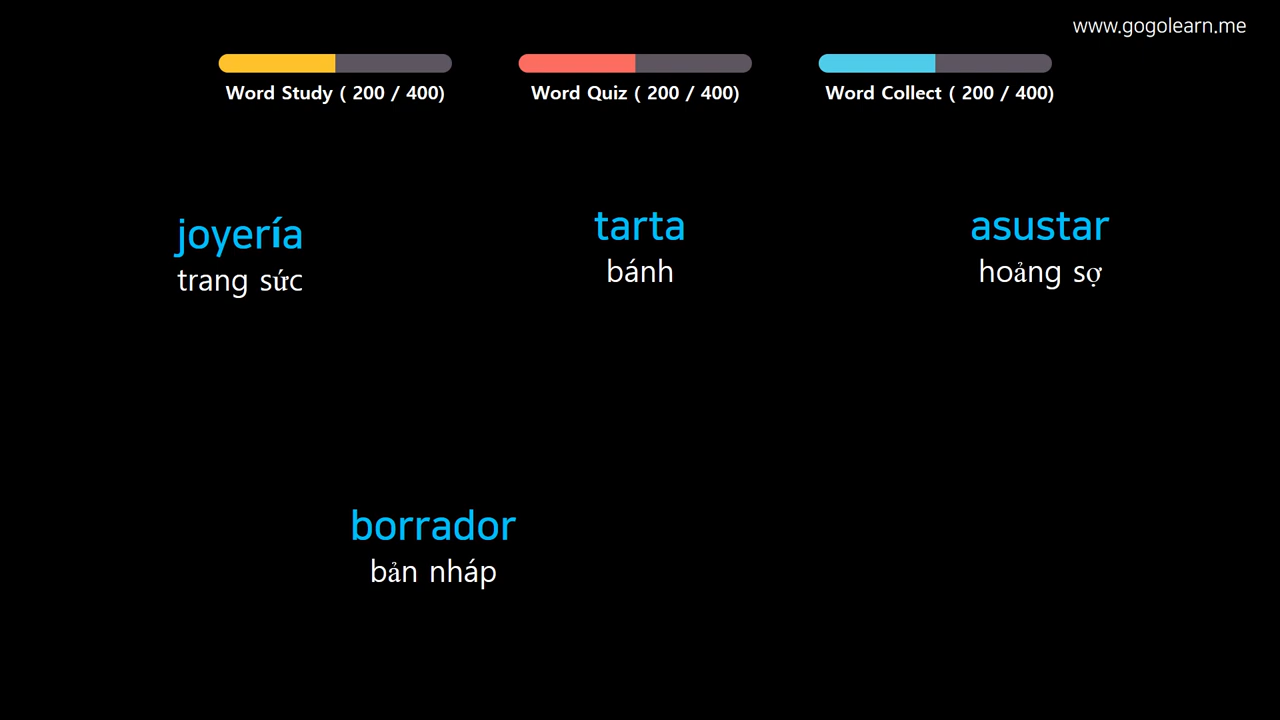 www.gogolearn.me
Word Study ( 200 / 400)
Word Quiz ( 200 / 400)
Word Collect ( 200 / 400)
joyería
trang sức
tarta
bánh
asustar
hoảng sợ
borrador
bản nháp